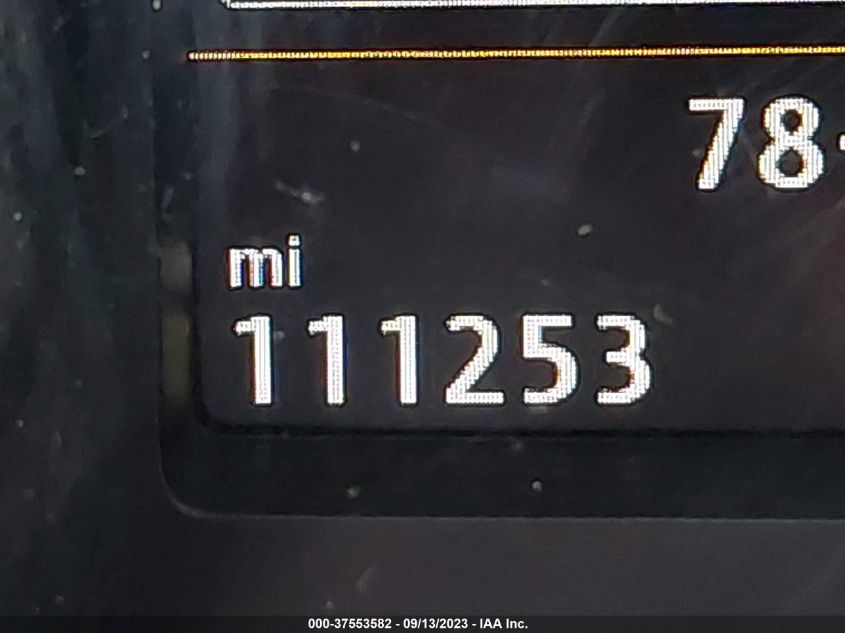 78
mi
111253
000-37553582 - 09/13/2023 - IAA Inc.